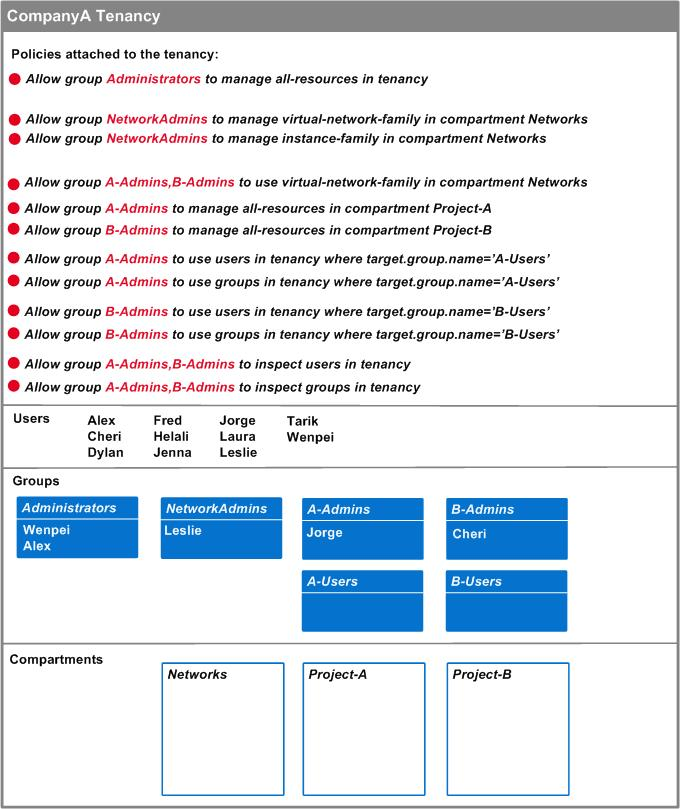 CompanyA Tenancy
Policies attached to the tenancy:
Allow group Administrators to manage all-resources in tenancy
Allow group NetworkAdmins to manage virtual-network-family in compartment Networks
Allow group NetworkAdmins to manage instance-family in compartment Networks
Allow group A-Admins,B-Admins to use virtual-network-family in compartment Networks
Allow group A-Admins to manage all-resources in compartment Project-A
Allow group B-Admins to manage all-resources in compartment Project-B
Allow group A-Admins to use users in tenancy where target.group.name=’A-Users’
Allow group A-Admins to use groups in tenancy where target.group.name=’A-Users’
Allow group B-Admins to use users in tenancy where target.group.name=’B-Users’
Allow group B-Admins to use groups in tenancy where target.group.name=’B-Users’
Allow group A-Admins,B-Admins to inspect users in tenancy
Allow group A-Admins,B-Admins to inspect groups in tenancy
Users
Alex Fred Jorge Tarik
Cheri Helali Laura Wenpei
Dylan Jenna Leslie
Groups
Administrators NetworkAdmins A-Admins B-Admins
Wenpei Leslie Jorge Cheri
Alex
A-Users B-Users
Compartments
Networks Project-A Project-B